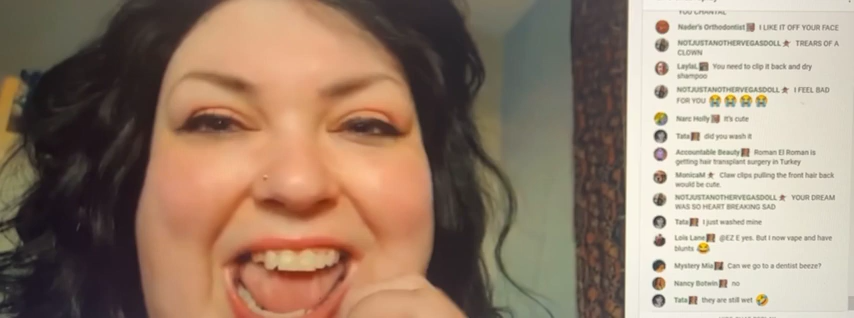 YOU CHANTAL
Nader's Orthodontist I LIKE IT OFF YOUR FACE
NOTJUSTANOTHERVEGASDOLL TREARS OF A
CLOWN
LaylaL You need to clip it back and dry
shampoo
NOTJUSTANOTHERVEGASDOLL I FEEL BAD
FOR YOU 😭😭😭😭
Narc Holly it's cute
Tata did you wash it
Accountable Beauty Roman El Roman is
getting hair transplant surgery in Turkey
MonicaM Claw clips pulling the front hair back
would be cute.
NOTJUSTANOTHERVEGASDOLL YOUR DREAM
WAS SO HEART BREAKING SAD
Tata I just washed mine
Lola Lane @EZ E yes. But I now vape and have
blunts 😂
Mystery Mia Can we go to a dentist beeze?
Nancy Botwin no
Tata they are still wet 🤣